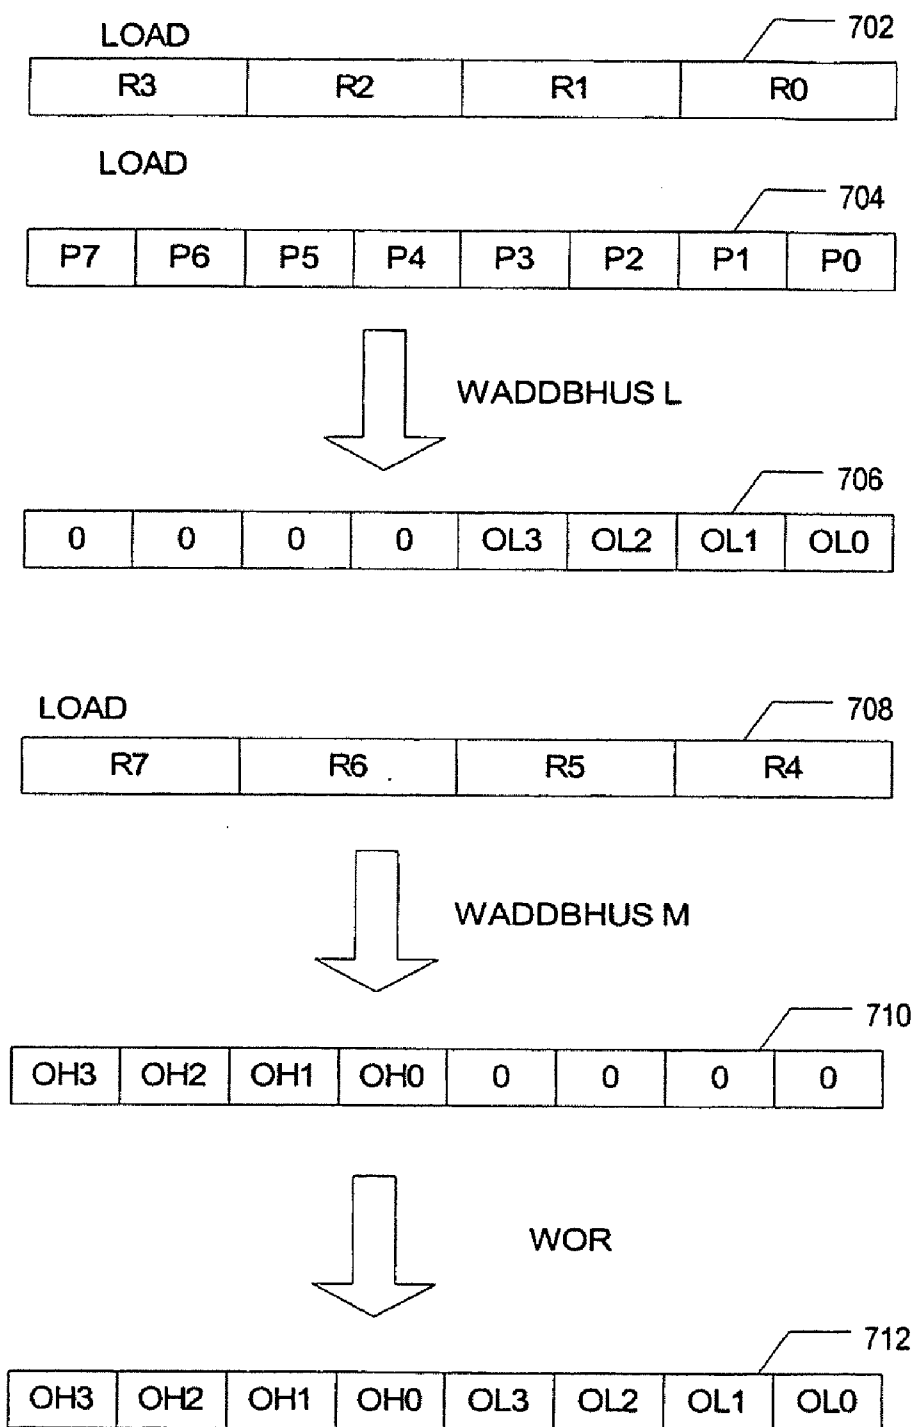 LOAD
702
R3 R2 R1 R0
LOAD
704
P7 P6 P5 P4 P3 P2 P1 P0
WADDBHUS L
706
0 0 0 0 OL3 OL2 OL1 OL0
LOAD
708
R7 R6 R5 R4
WADDBHUS M
710
OH3 OH2 OH1 OH0 0 0 0 0
WOR
712
OH3 OH2 OH1 OH0 OL3 OL2 OL1 OL0